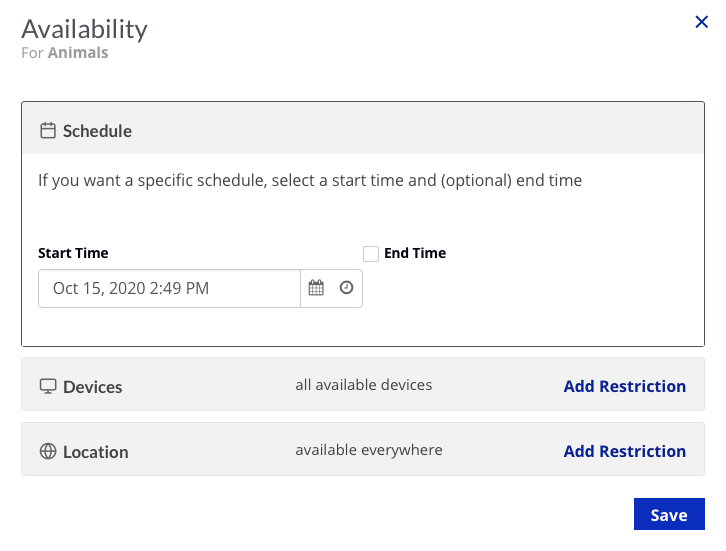 Availability
For Animals
Schedule
If you want a specific schedule, select a start time and (optional) end time
Start Time
End Time
Oct 15, 2020 2:49 PM
Devices all available devices Add Restriction
Location available everywhere Add Restriction
Save